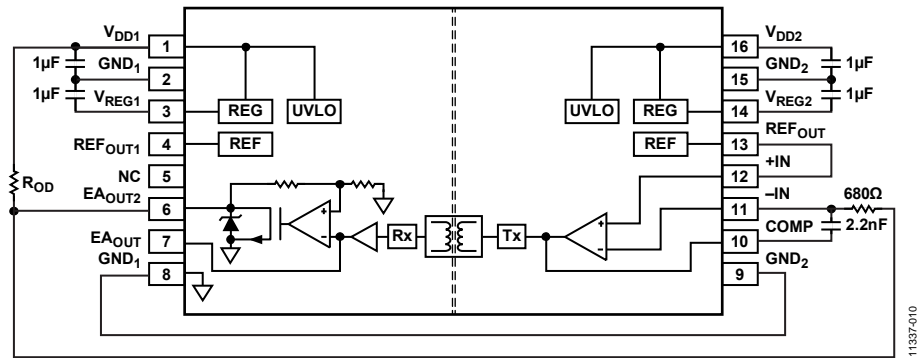 VDD1
1
1µF
GND1
2
1µF
VREG1
3
REG
UVLO
REFOUT1
4
REF
NC
5
ROD
EAOUT2
6
EAOUT
7
GND1
8
+
−
Rx
Tx
+
−
VDD2
16
1µF
GND2
15
1µF
UVLO
REG
VREG2
14
REF
REFOUT
13
+IN
12
−IN
11
680Ω
2.2nF
COMP
10
GND2
9
11337-010